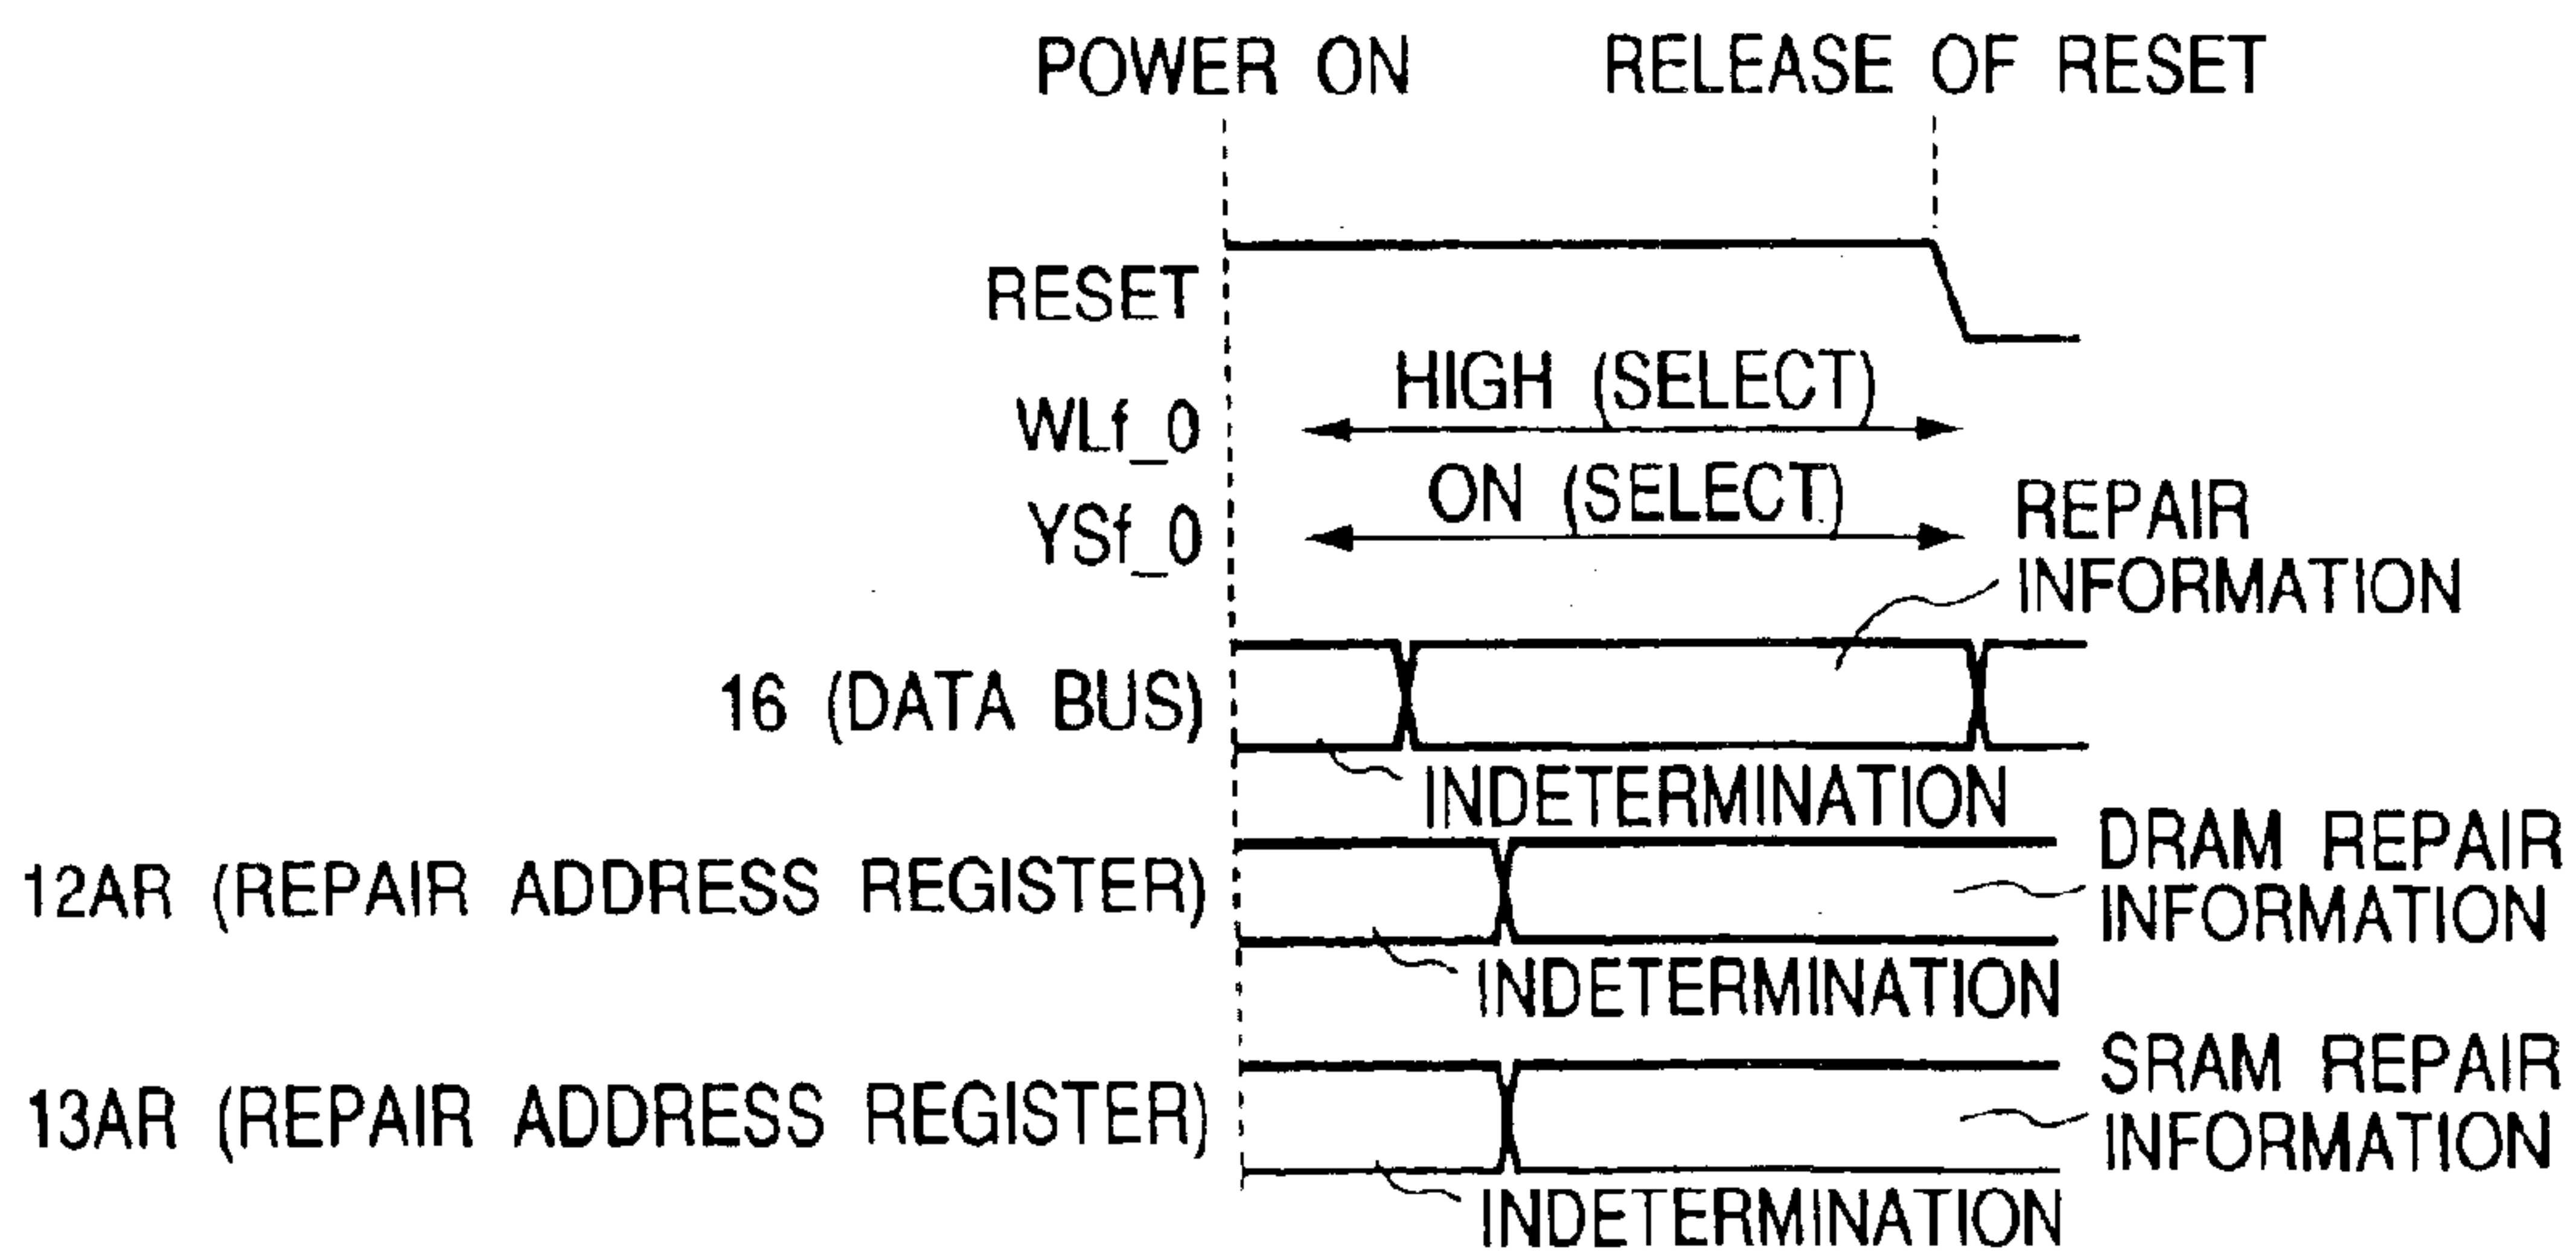 POWER ON
RELEASE OF RESET
RESET
WLf_0
HIGH (SELECT)
YSf_0
ON (SELECT)
REPAIR
INFORMATION
16 (DATA BUS)
INDETERMINATION
12AR (REPAIR ADDRESS REGISTER)
DRAM REPAIR
INFORMATION
INDETERMINATION
13AR (REPAIR ADDRESS REGISTER)
SRAM REPAIR
INFORMATION
INDETERMINATION